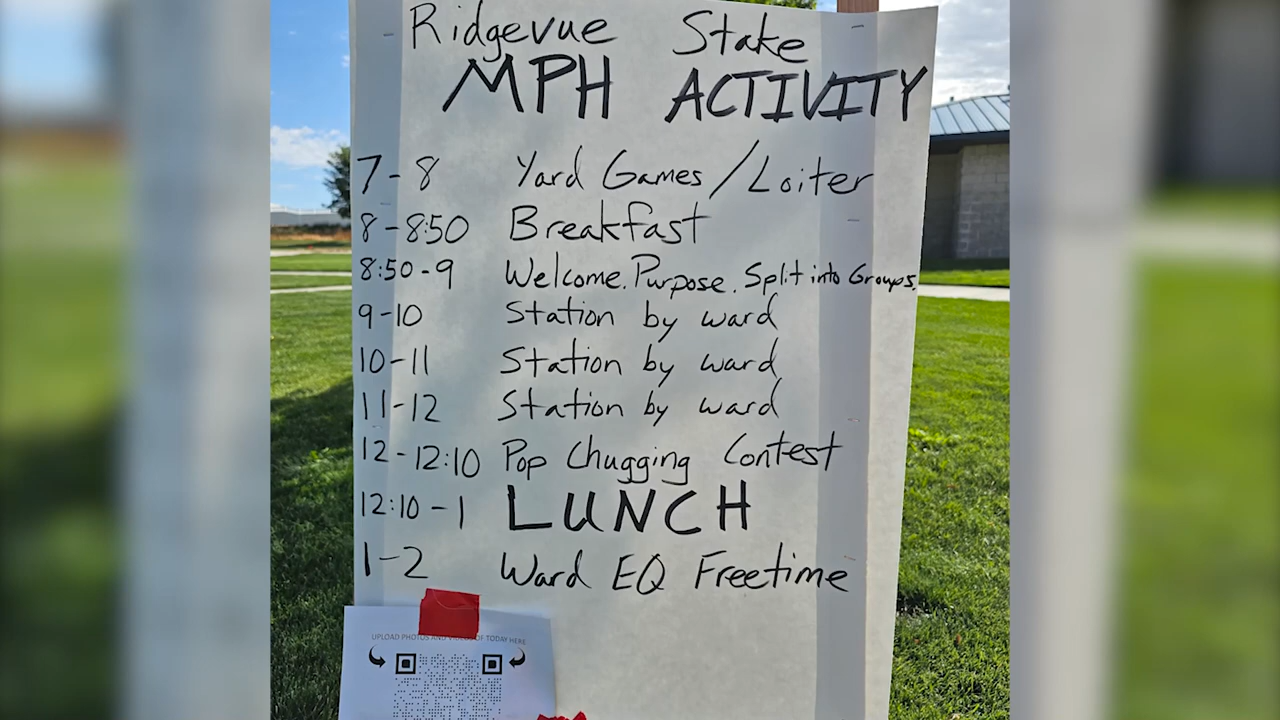 Ridgevue Stake
MPH ACTIVITY
7-8 Yard Games/Loiter
8-8:50 Breakfast
8:50-9 Welcome. Purpose. Split into Groups.
9-10 Station by ward
10-11 Station by ward
11-12 Station by ward
12-12:10 Pop Chugging Contest
12:10-1 LUNCH
1-2 Ward EQ Freetime
UPLOAD PHOTOS AND VIDEOS OF TODAY HERE